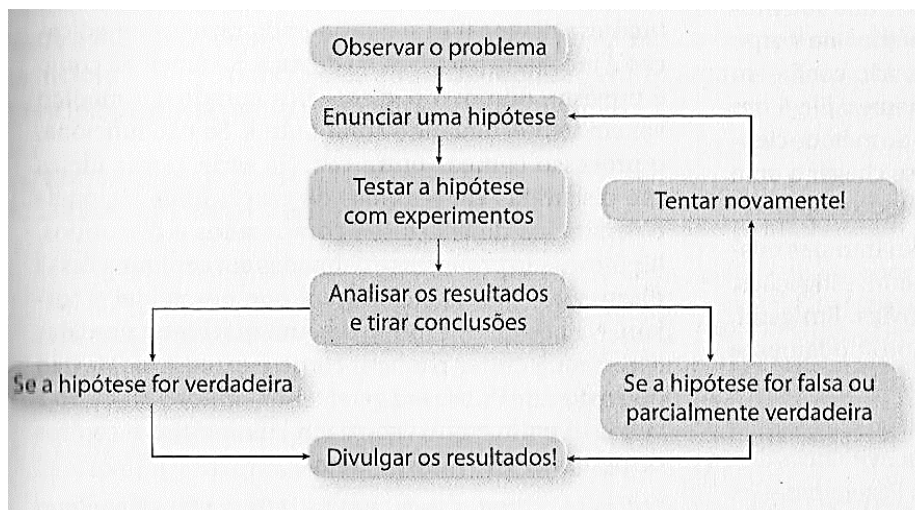 Observar o problema
Enunciar uma hipótese
Testar a hipótese
com experimentos
Tentar novamente!
Analisar os resultados
e tirar conclusões
Se a hipótese for verdadeira
Se a hipótese for falsa ou
parcialmente verdadeira
Divulgar os resultados!